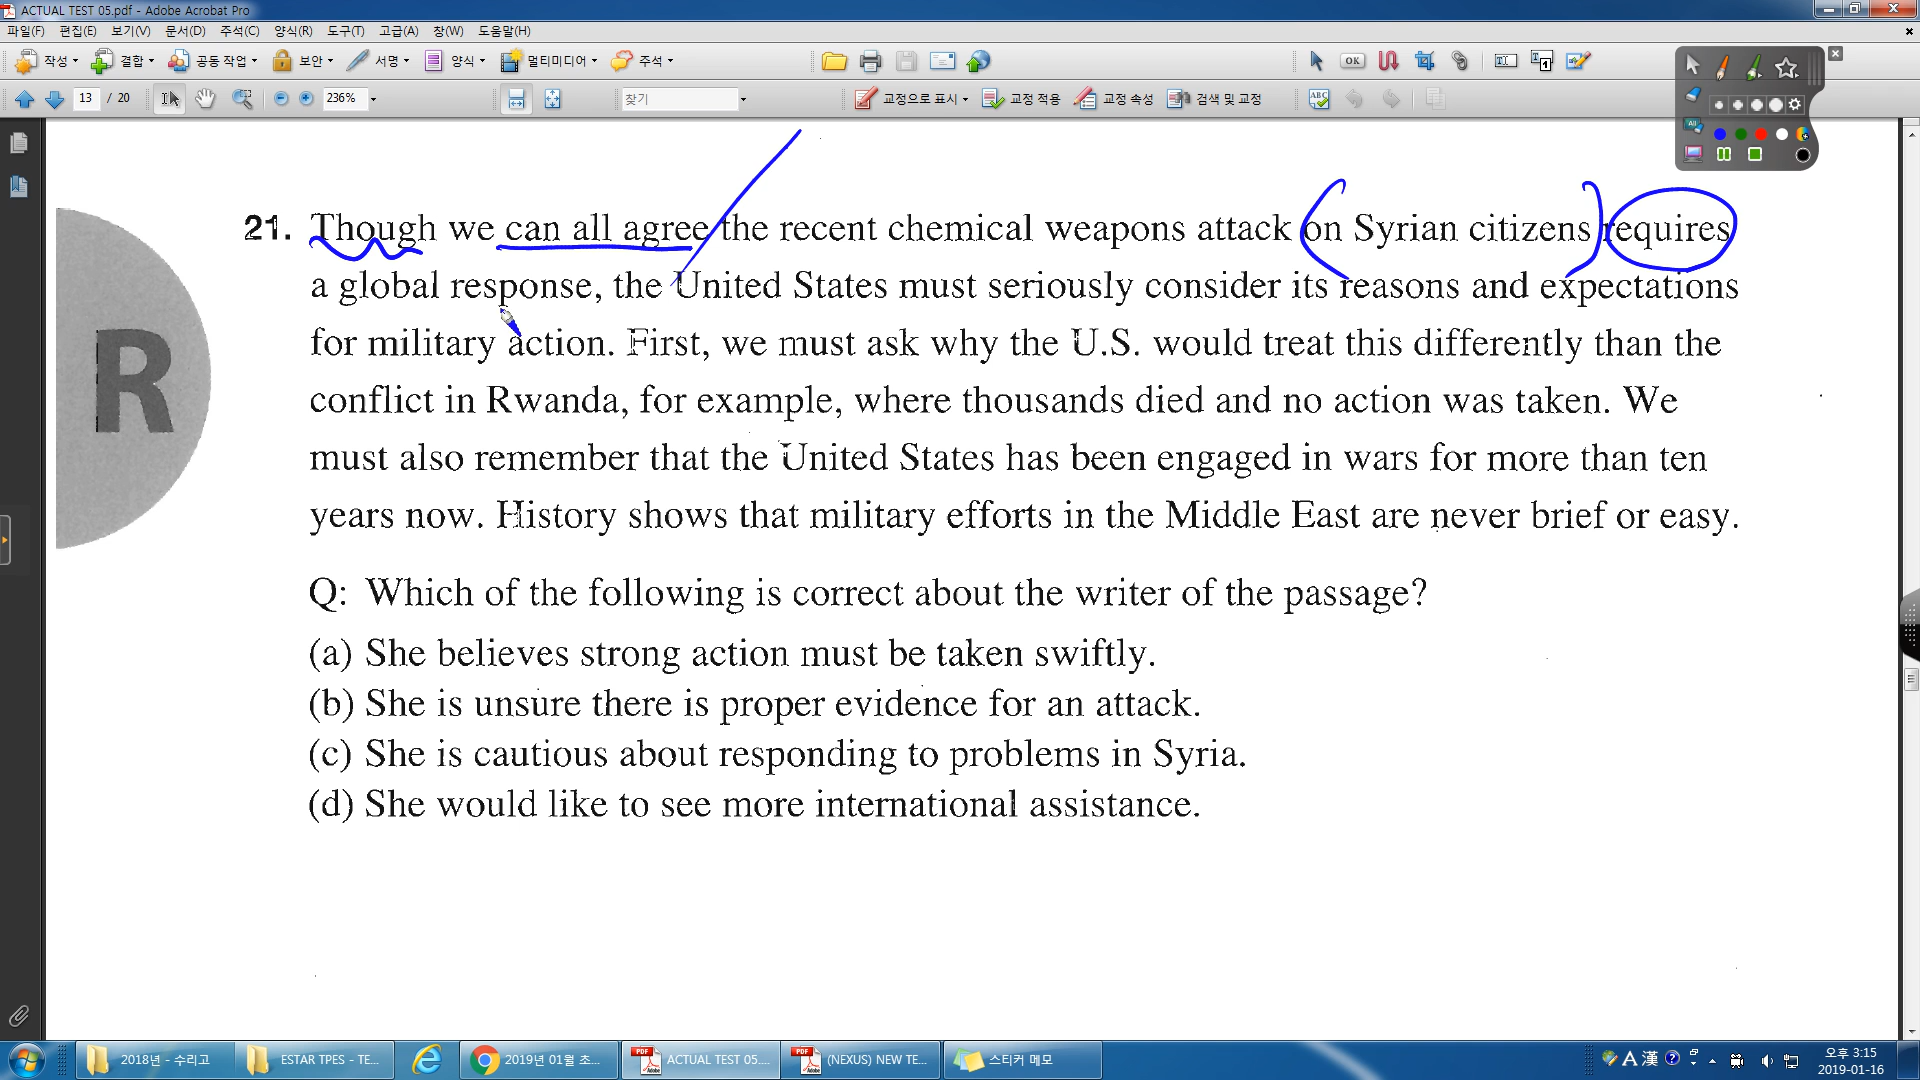 ACTUAL TEST 05.pdf - Adobe Acrobat Pro
파일(F) 편집(E) 보기(V) 문서(D) 주석(C) 양식(R) 도구(T) 고급(A) 창(W) 도움말(H)
작성 결합 공동 작업 보안 서명 양식 멀티미디어 주석 OK
13 / 20 236% 찾기 교정으로 표시 교정 적용 교정 속성 검색 및 교정
21. Though we can all agree the recent chemical weapons attack on Syrian citizens requires
a global response, the United States must seriously consider its reasons and expectations
for military action. First, we must ask why the U.S. would treat this differently than the
conflict in Rwanda, for example, where thousands died and no action was taken. We
must also remember that the United States has been engaged in wars for more than ten
years now. History shows that military efforts in the Middle East are never brief or easy.
R
Q: Which of the following is correct about the writer of the passage?
(a) She believes strong action must be taken swiftly.
(b) She is unsure there is proper evidence for an attack.
(c) She is cautious about responding to problems in Syria.
(d) She would like to see more international assistance.
2018년 - 수리고 ESTAR TPES - TE... 2019년 01월 초... ACTUAL TEST 05.... (NEXUS) NEW TE... 스티커 메모 A 漢 오후 3:15
2019-01-16